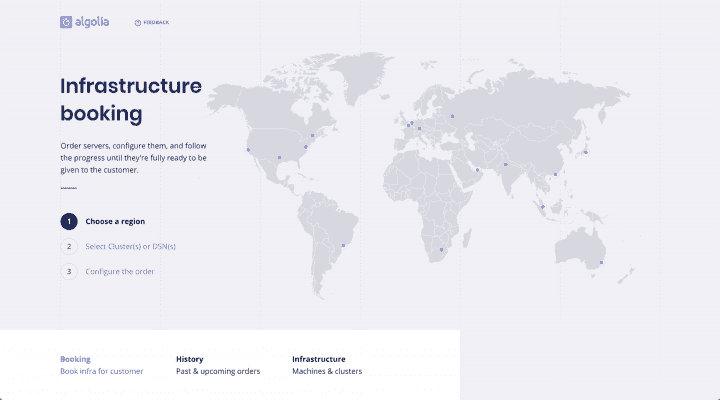 algolia
FEEDBACK
Infrastructure
booking
Order servers, configure them, and follow
the progress until they're fully ready to be
given to the customer.
1 Choose a region
2 Select Cluster(s) or DSN(s)
3 Configure the order
Booking
Book infra for customer
History
Past & upcoming orders
Infrastructure
Machines & clusters